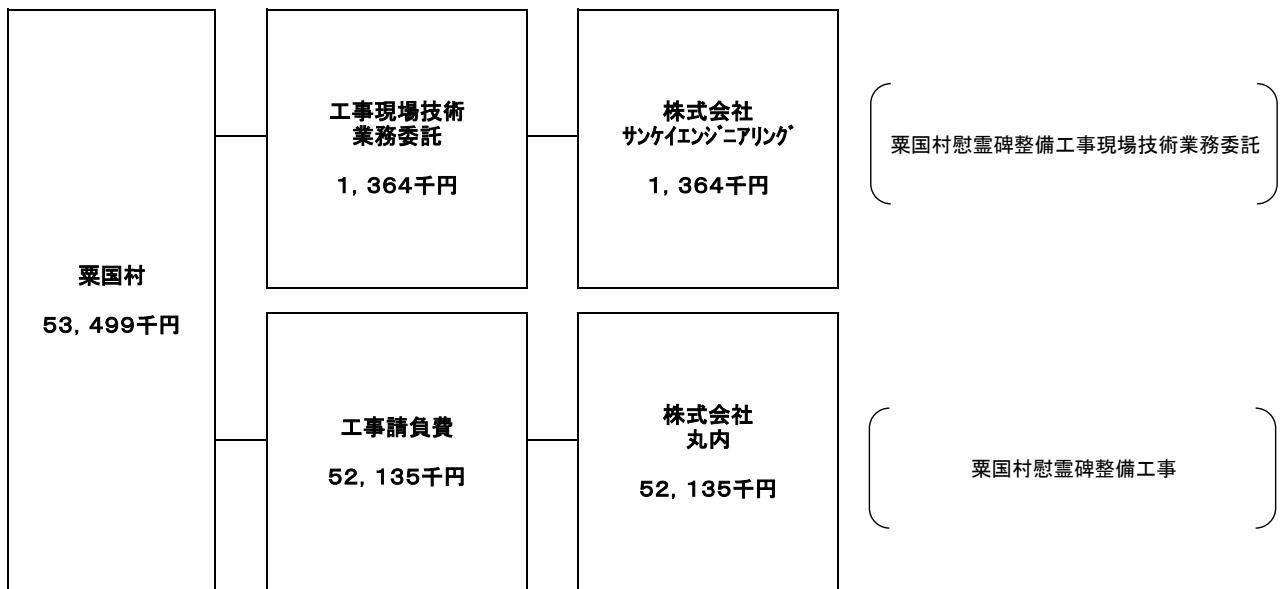 粟国村
53,499千円
工事現場技術
業務委託
1,364千円
株式会社
サンケイエンジニアリング
1,364千円
粟国村慰霊碑整備工事現場技術業務委託
工事請負費
52,135千円
株式会社
丸内
52,135千円
粟国村慰霊碑整備工事